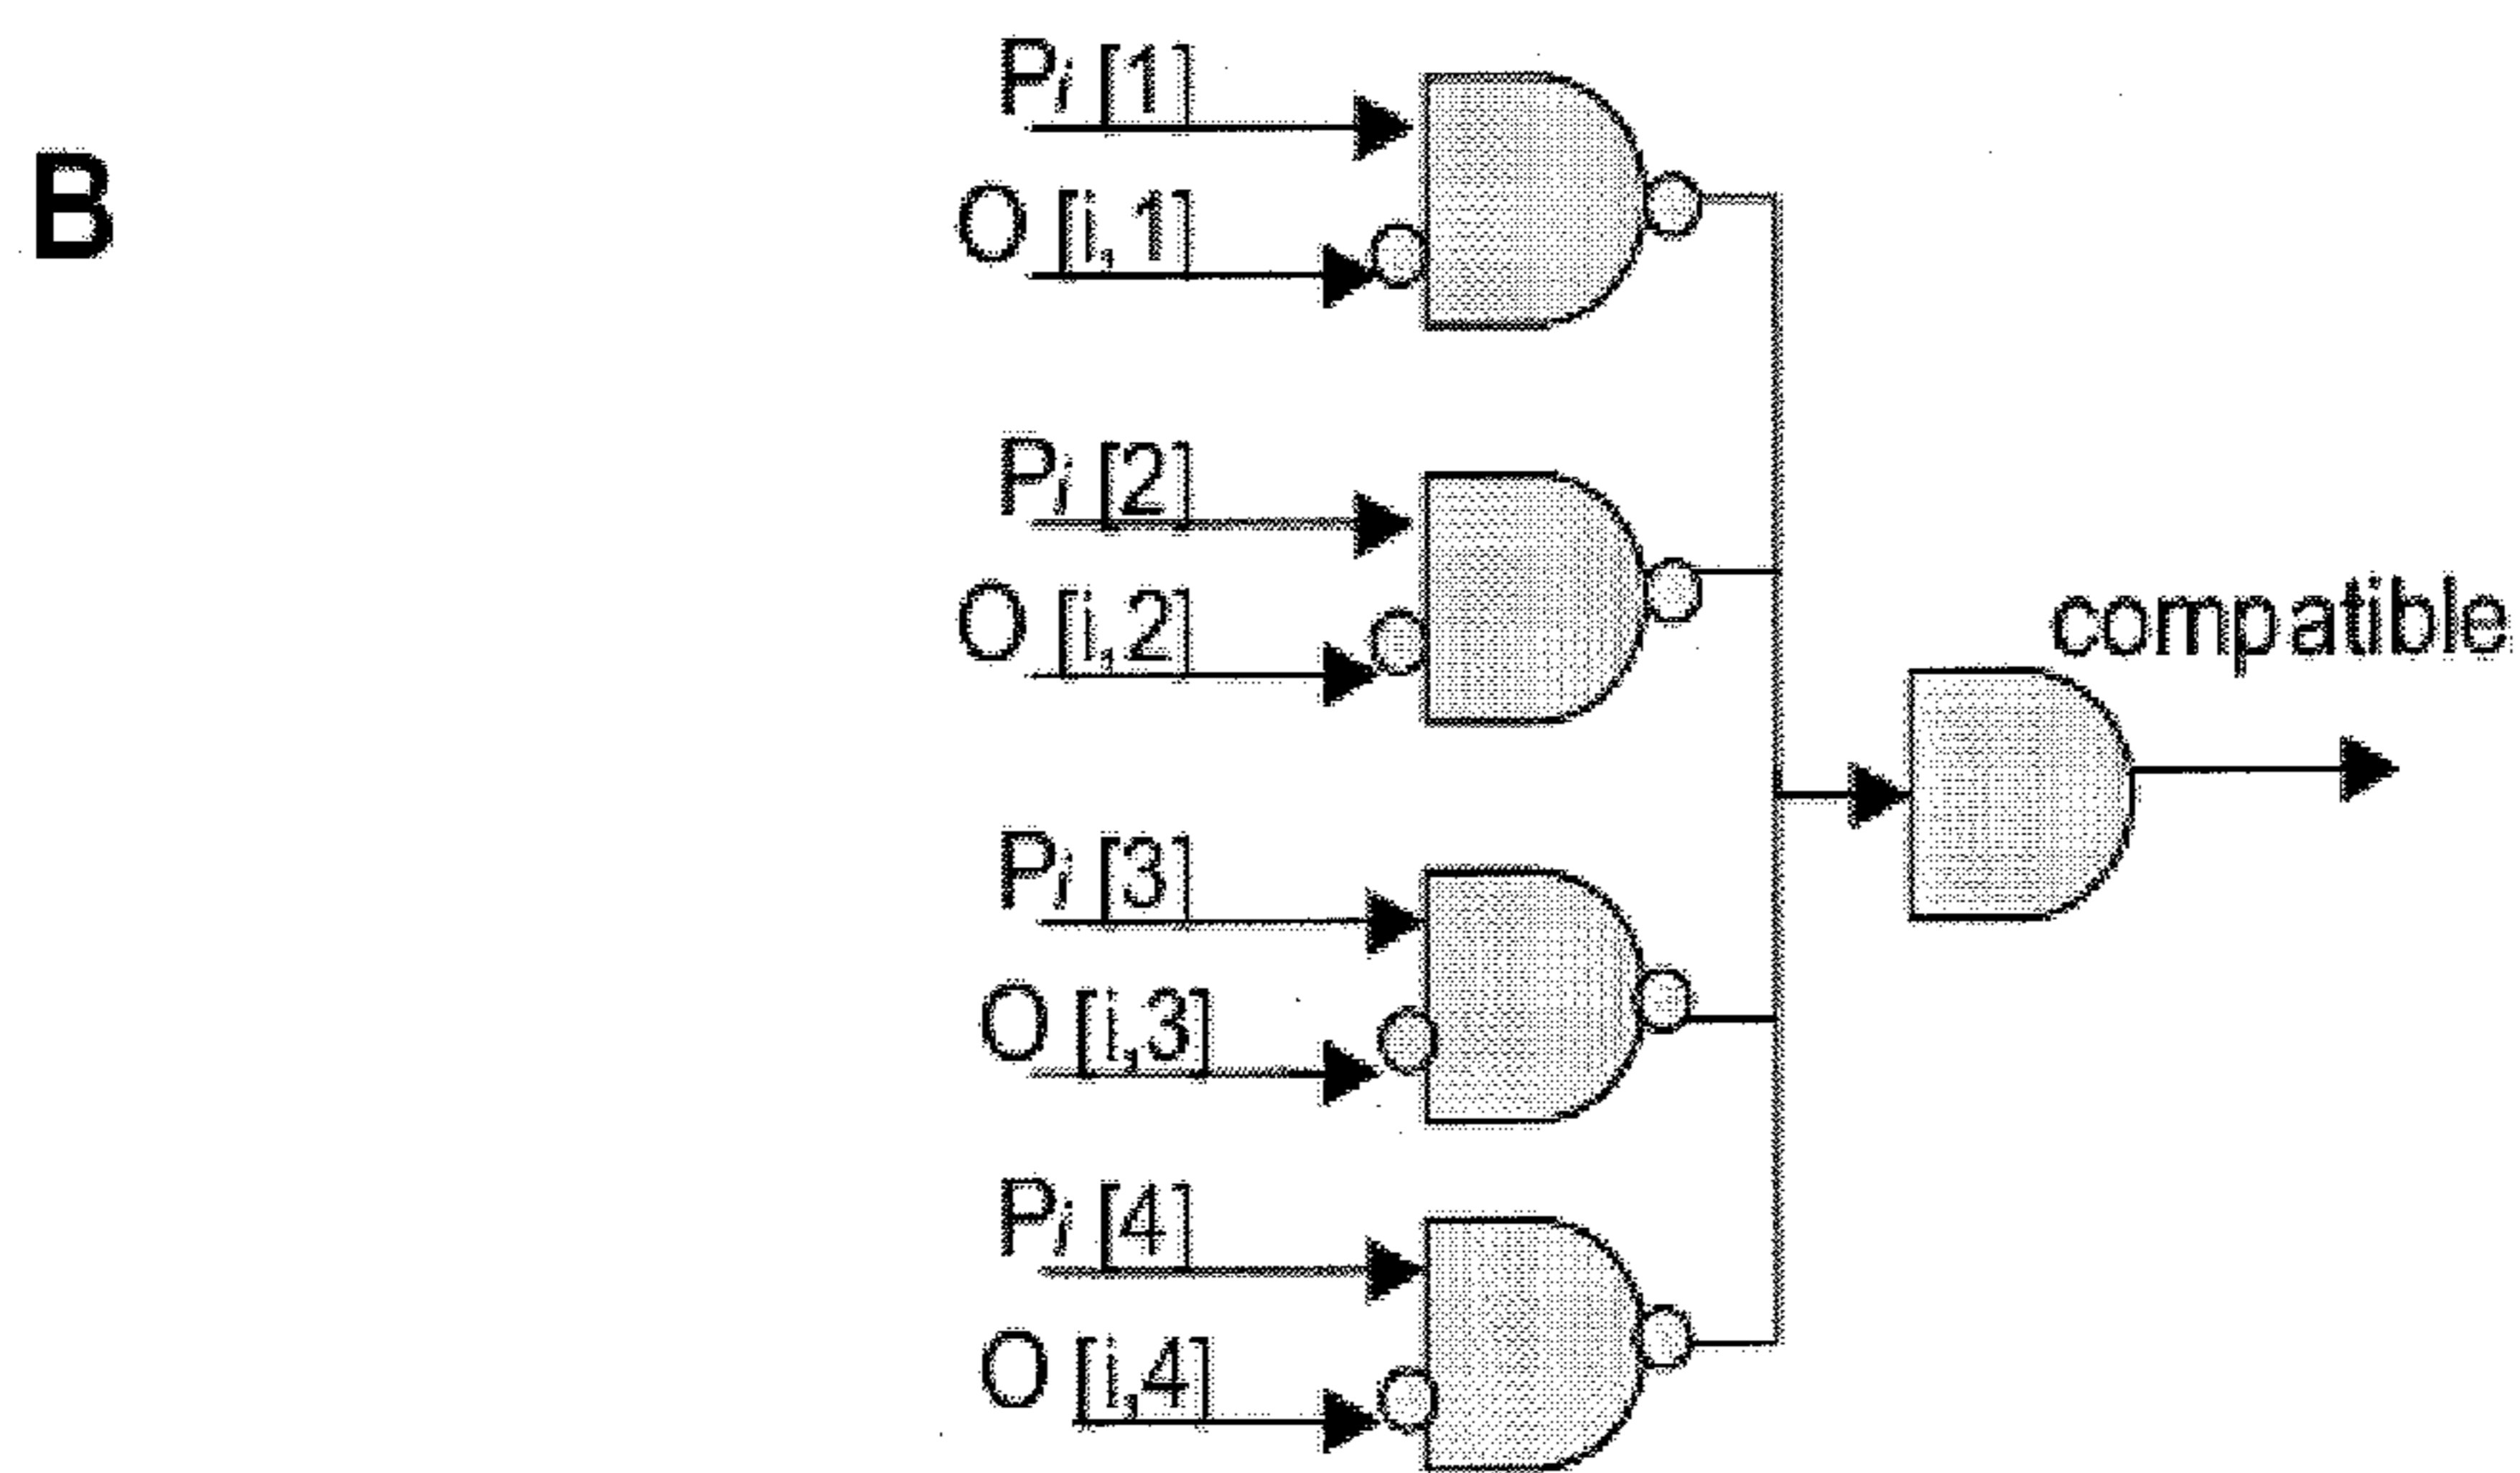 B
Pi [1]
O [i,1]
Pi [2]
O [i,2]
compatible
Pi [3]
O [i,3]
Pi [4]
O [i,4]